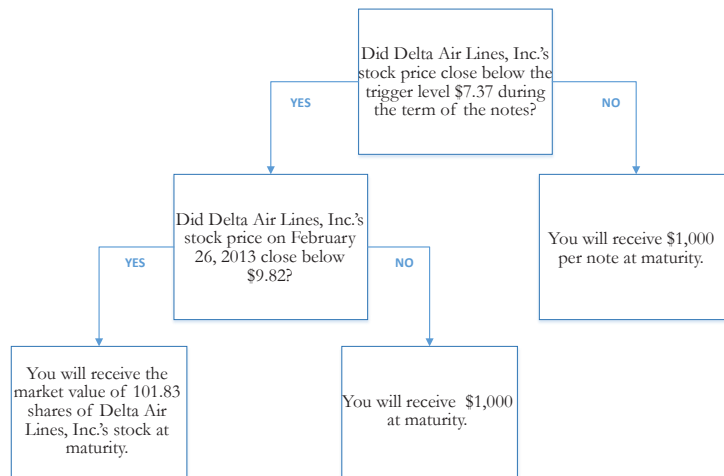 Did Delta Air Lines, Inc.'s
stock price close below the
trigger level $7.37 during
the term of the notes?
YES
NO
Did Delta Air Lines, Inc.'s
stock price on February
26, 2013 close below
$9.82?
You will receive $1,000
per note at maturity.
YES
NO
You will receive the
market value of 101.83
shares of Delta Air
Lines, Inc.'s stock at
maturity.
You will receive $1,000
at maturity.